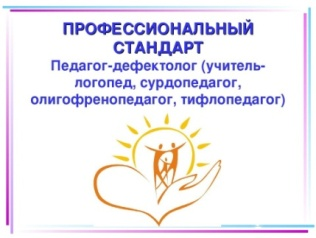 ПРОФЕССИОНАЛЬНЫЙ
СТАНДАРТ
Педагог-дефектолог (учитель-
логопед, сурдопедагог,
олигофренопедагог, тифлопедагог)